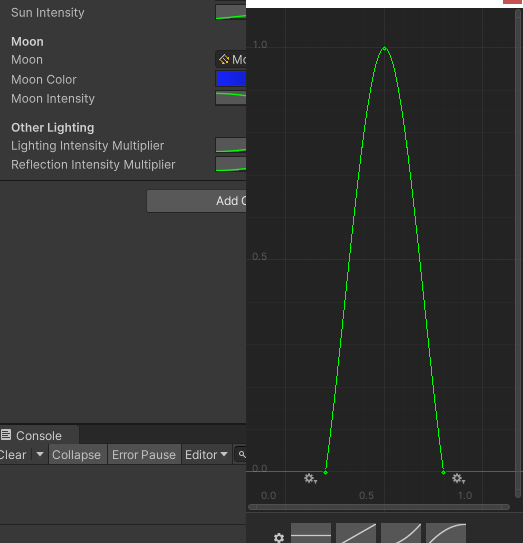 Sun Intensity
Moon
Moon
Mo
Moon Color
Moon Intensity
Other Lighting
Lighting Intensity Multiplier
Reflection Intensity Multiplier
Add C
Console
Clear
Collapse
Error Pause
Editor
1.0
0.5
0.0
0.0
0.5
1.0